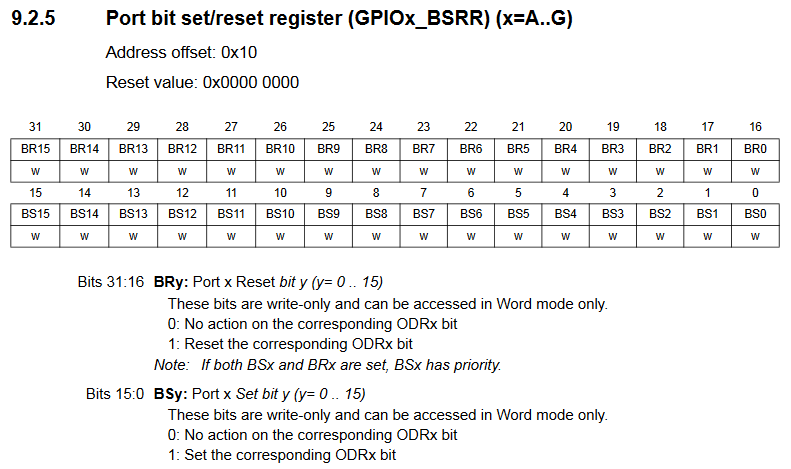 9.2.5 Port bit set/reset register (GPIOx_BSRR) (x=A..G)
Address offset: 0x10
Reset value: 0x0000 0000
31 30 29 28 27 26 25 24 23 22 21 20 19 18 17 16
BR15 BR14 BR13 BR12 BR11 BR10 BR9 BR8 BR7 BR6 BR5 BR4 BR3 BR2 BR1 BR0
w w w w w w w w w w w w w w w w
15 14 13 12 11 10 9 8 7 6 5 4 3 2 1 0
BS15 BS14 BS13 BS12 BS11 BS10 BS9 BS8 BS7 BS6 BS5 BS4 BS3 BS2 BS1 BS0
w w w w w w w w w w w w w w w w
Bits 31:16 BRy: Port x Reset bit y (y= 0 .. 15)
These bits are write-only and can be accessed in Word mode only.
0: No action on the corresponding ODRx bit
1: Reset the corresponding ODRx bit
Note: If both BSx and BRx are set, BSx has priority.
Bits 15:0 BSy: Port x Set bit y (y= 0 .. 15)
These bits are write-only and can be accessed in Word mode only.
0: No action on the corresponding ODRx bit
1: Set the corresponding ODRx bit